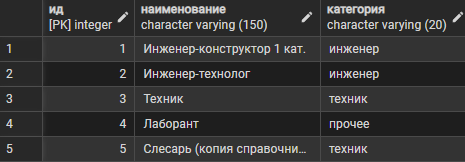 ид наименование категория
[PK] integer character varying (150) character varying (20)
1 1 Инженер-конструктор 1 кат. инженер
2 2 Инженер-технолог инженер
3 3 Техник техник
4 4 Лаборант прочее
5 5 Слесарь (копия справочни... техник